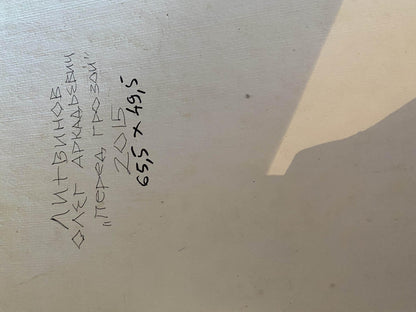 ЛИТВИНОВ
ОЛЕГ АРКАДЬЕВИЧ
„ПЕРЕД ГРОЗОЙ"
2015
65,5 x 49,5